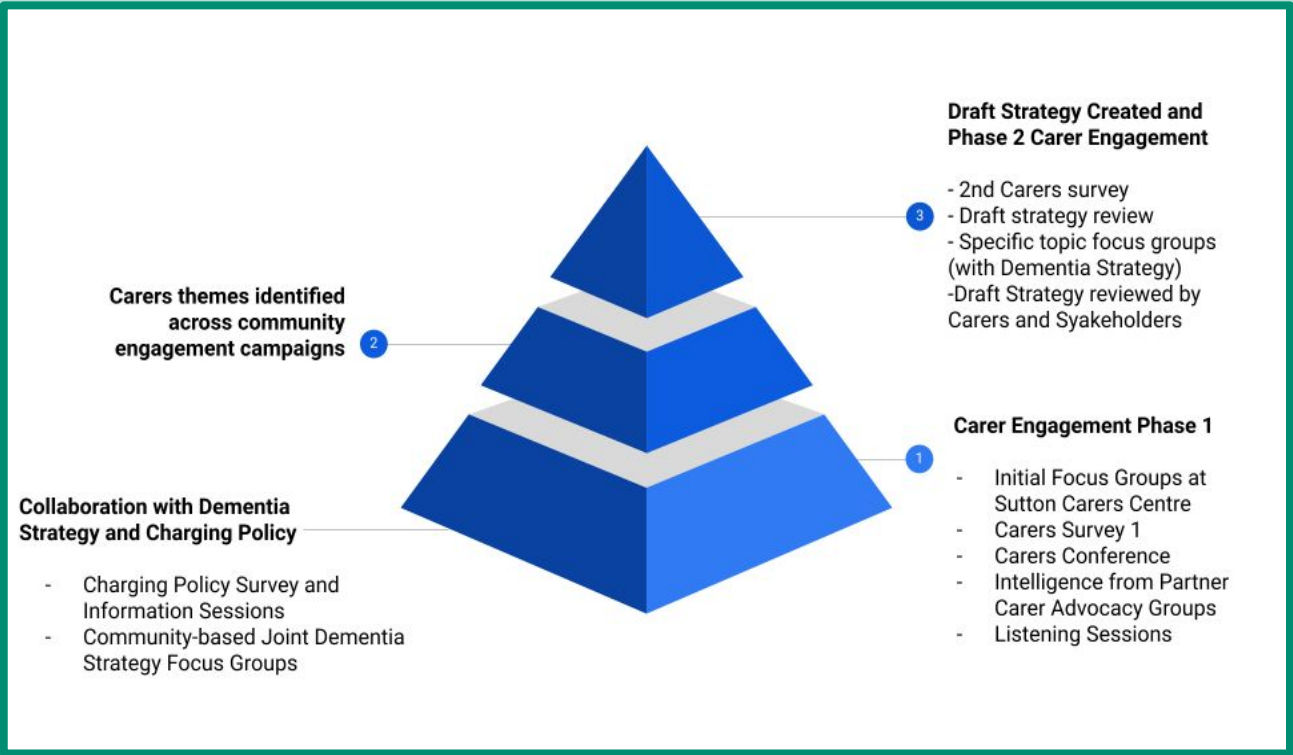 Draft Strategy Created and
Phase 2 Carer Engagement
- 2nd Carers survey
- Draft strategy review
- Specific topic focus groups
(with Dementia Strategy)
-Draft Strategy reviewed by
Carers and Syakeholders
3
Carers themes identified
across community
engagement campaigns
2
Carer Engagement Phase 1
1
- Initial Focus Groups at
Sutton Carers Centre
- Carers Survey 1
- Carers Conference
- Intelligence from Partner
Carer Advocacy Groups
- Listening Sessions
Collaboration with Dementia
Strategy and Charging Policy
- Charging Policy Survey and
Information Sessions
- Community-based Joint Dementia
Strategy Focus Groups